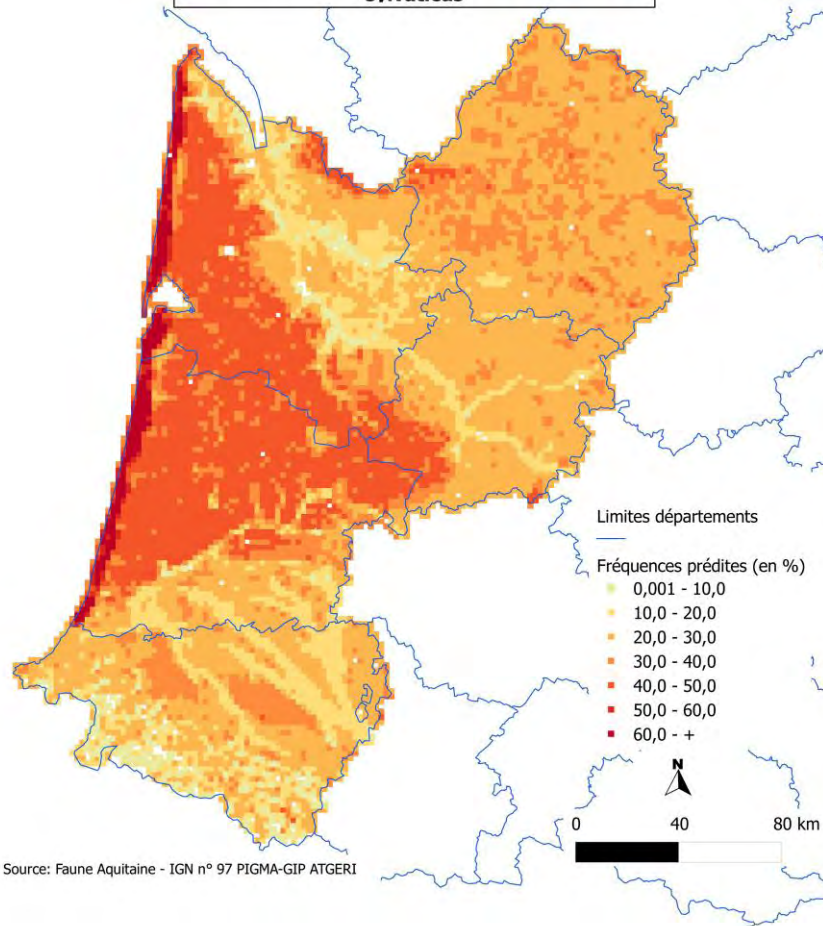 Limites départements
Fréquences prédites (en %)
0,001 - 10,0
10,0 - 20,0
20,0 - 30,0
30,0 - 40,0
40,0 - 50,0
50,0 - 60,0
60,0 - +
N
0 40 80 km
Source: Faune Aquitaine - IGN n° 97 PIGMA-GIP ATGERI